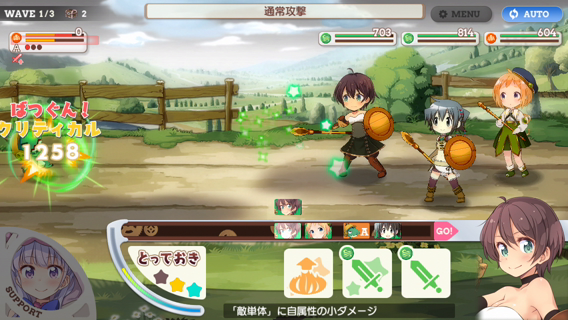 WAVE 1/3 2
通常攻撃
MENU
AUTO
0
A
703
814
604
ばつぐん!
クリティカル
1258
A
GO!
とっておき
SUPPORT
「敵単体」に自属性の小ダメージ